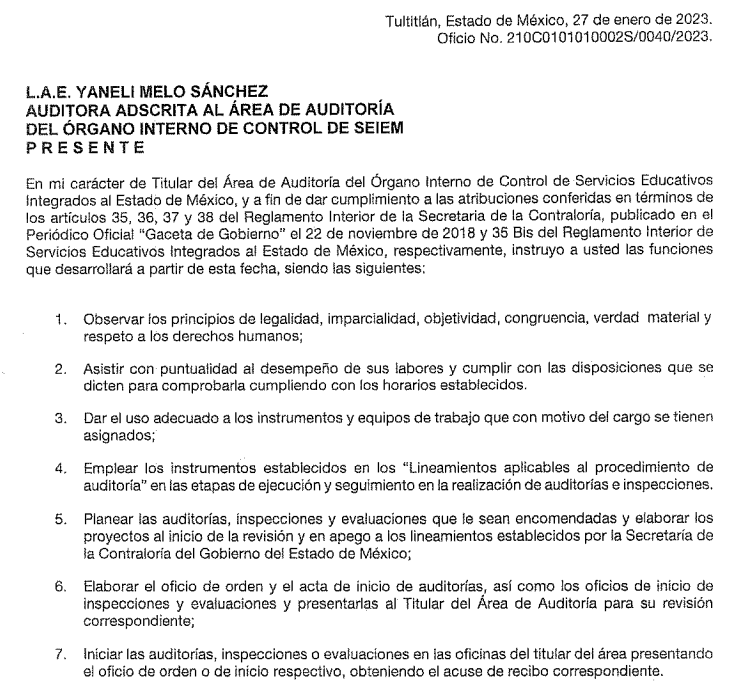 Tultitlán, Estado de México, 27 de enero de 2023.
Oficio No. 210C0101010002S/0040/2023.
L.A.E. YANELI MELO SÁNCHEZ
AUDITORA ADSCRITA AL ÁREA DE AUDITORÍA
DEL ÓRGANO INTERNO DE CONTROL DE SEIEM
P R E S E N T E
En mi carácter de Titular del Área de Auditoría del Órgano Interno de Control de Servicios Educativos
Integrados al Estado de México, y a fin de dar cumplimiento a las atribuciones conferidas en términos de
los artículos 35, 36, 37 y 38 del Reglamento Interior de la Secretaria de la Contraloría, publicado en el
Periódico Oficial "Gaceta de Gobierno" el 22 de noviembre de 2018 y 35 Bis del Reglamento Interior de
Servicios Educativos Integrados al Estado de México, respectivamente, instruyo a usted las funciones
que desarrollará a partir de esta fecha, siendo las siguientes:
1. Observar los principios de legalidad, imparcialidad, objetividad, congruencia, verdad material y
respeto a los derechos humanos;
2. Asistir con puntualidad al desempeño de sus labores y cumplir con las disposiciones que se
dicten para comprobarla cumpliendo con los horarios establecidos.
3. Dar el uso adecuado a los instrumentos y equipos de trabajo que con motivo del cargo se tienen
asignados;
4. Emplear los instrumentos establecidos en los "Lineamientos aplicables al procedimiento de
auditoría" en las etapas de ejecución y seguimiento en la realización de auditorías e inspecciones.
5. Planear las auditorías, inspecciones y evaluaciones que le sean encomendadas y elaborar los
proyectos al inicio de la revisión y en apego a los lineamientos establecidos por la Secretaría de
la Contraloría del Gobierno del Estado de México;
6. Elaborar el oficio de orden y el acta de inicio de auditorías, así como los oficios de inicio de
inspecciones y evaluaciones y presentarlas al Titular del Área de Auditoría para su revisión
correspondiente;
7. Iniciar las auditorías, inspecciones o evaluaciones en las oficinas del titular del área presentando
el oficio de orden o de inicio respectivo, obteniendo el acuse de recibo correspondiente.